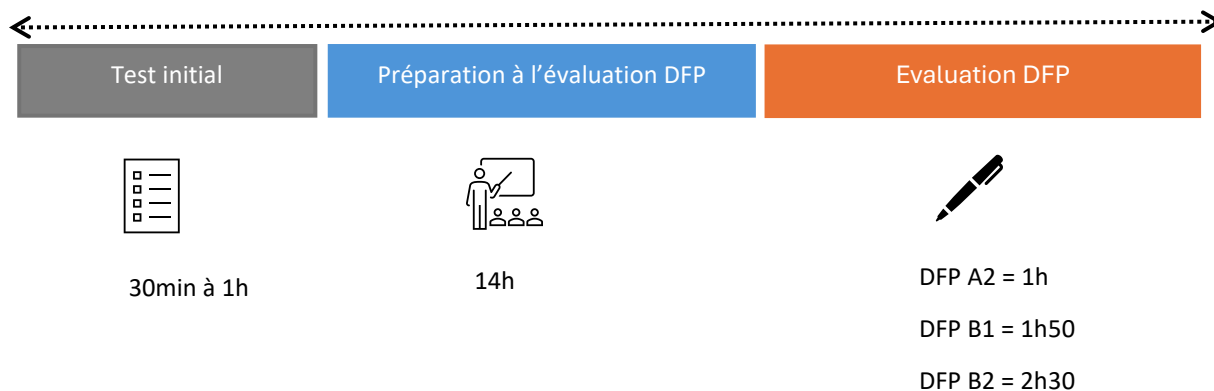 Test initial
Préparation à l’évaluation DFP
Evaluation DFP
30min à 1h
14h
DFP A2 = 1h
DFP B1 = 1h50
DFP B2 = 2h30